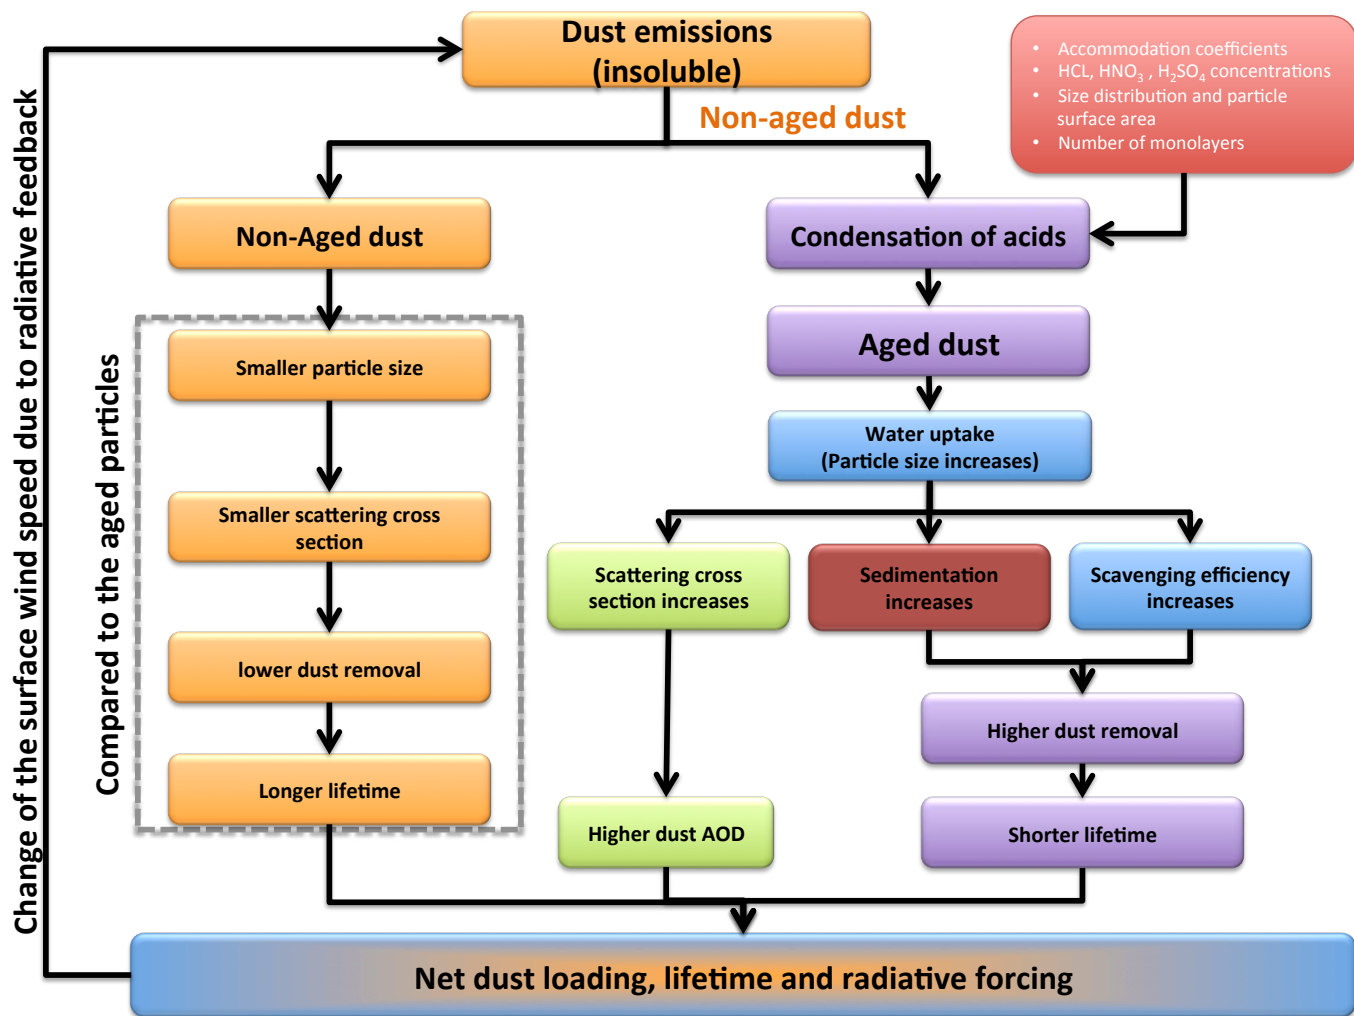 Dust emissions
(insoluble)
• Accommodation coefficients
• HCL, HNO₃ , H₂SO₄ concentrations
• Size distribution and particle
surface area
• Number of monolayers
Non-aged dust
Non-Aged dust
Condensation of acids
Aged dust
Smaller particle size
Water uptake
(Particle size increases)
Smaller scattering cross
section
Scattering cross
section increases
Sedimentation
increases
Scavenging efficiency
increases
lower dust removal
Higher dust removal
Longer lifetime
Higher dust AOD
Shorter lifetime
Net dust loading, lifetime and radiative forcing
Compared to the aged particles
Change of the surface wind speed due to radiative feedback